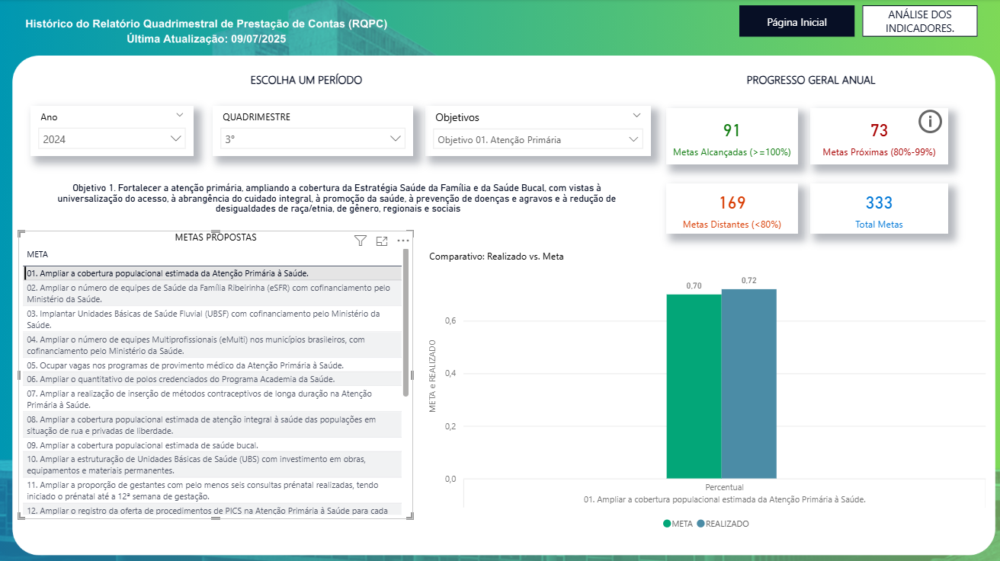 Histórico do Relatório Quadrimestral de Prestação de Contas (RQPC)
Última Atualização: 09/07/2025
Página Inicial
ANÁLISE DOS
INDICADORES.
ESCOLHA UM PERÍODO
Ano
2024
QUADRIMESTRE
3º
Objetivos
Objetivo 01. Atenção Primária
PROGRESSO GERAL ANUAL
91
Metas Alcançadas (>=100%)
73
Metas Próximas (80%-99%)
169
Metas Distantes (<80%)
333
Total Metas
Objetivo 1. Fortalecer a atenção primária, ampliando a cobertura da Estratégia Saúde da Família e da Saúde Bucal, com vistas à
universalização do acesso, à abrangência do cuidado integral, à promoção da saúde, à prevenção de doenças e agravos e à redução de
desigualdades de raça/etnia, de gênero, regionais e sociais
METAS PROPOSTAS
META
01. Ampliar a cobertura populacional estimada da Atenção Primária à Saúde.
02. Ampliar o número de equipes de Saúde da Família Ribeirinha (eSFR) com cofinanciamento pelo
Ministério da Saúde.
03. Implantar Unidades Básicas de Saúde Fluvial (UBSF) com cofinanciamento pelo Ministério da
Saúde.
04. Ampliar o número de equipes Multiprofissionais (eMulti) nos municípios brasileiros, com
cofinanciamento pelo Ministério da Saúde.
05. Ocupar vagas nos programas de provimento médico da Atenção Primária à Saúde.
06. Ampliar o quantitativo de polos credenciados do Programa Academia da Saúde.
07. Ampliar a realização de inserção de métodos contraceptivos de longa duração na Atenção
Primária à Saúde.
08. Ampliar a cobertura populacional estimada de atenção integral à saúde das populações em
situação de rua e privadas de liberdade.
09. Ampliar a cobertura populacional estimada de saúde bucal.
10. Ampliar a estruturação de Unidades Básicas de Saúde (UBS) com investimento em obras,
equipamentos e materiais permanentes.
11. Ampliar a proporção de gestantes com pelo menos seis consultas prénatal realizadas, tendo
iniciado o prénatal até a 12ª semana de gestação.
12. Ampliar o registro da oferta de procedimentos de PICS na Atenção Primária à Saúde para cada
Comparativo: Realizado vs. Meta
META e REALIZADO
0,6
0,4
0,2
0,0
0,70
0,72
Percentual
01. Ampliar a cobertura populacional estimada da Atenção Primária à Saúde.
META
REALIZADO